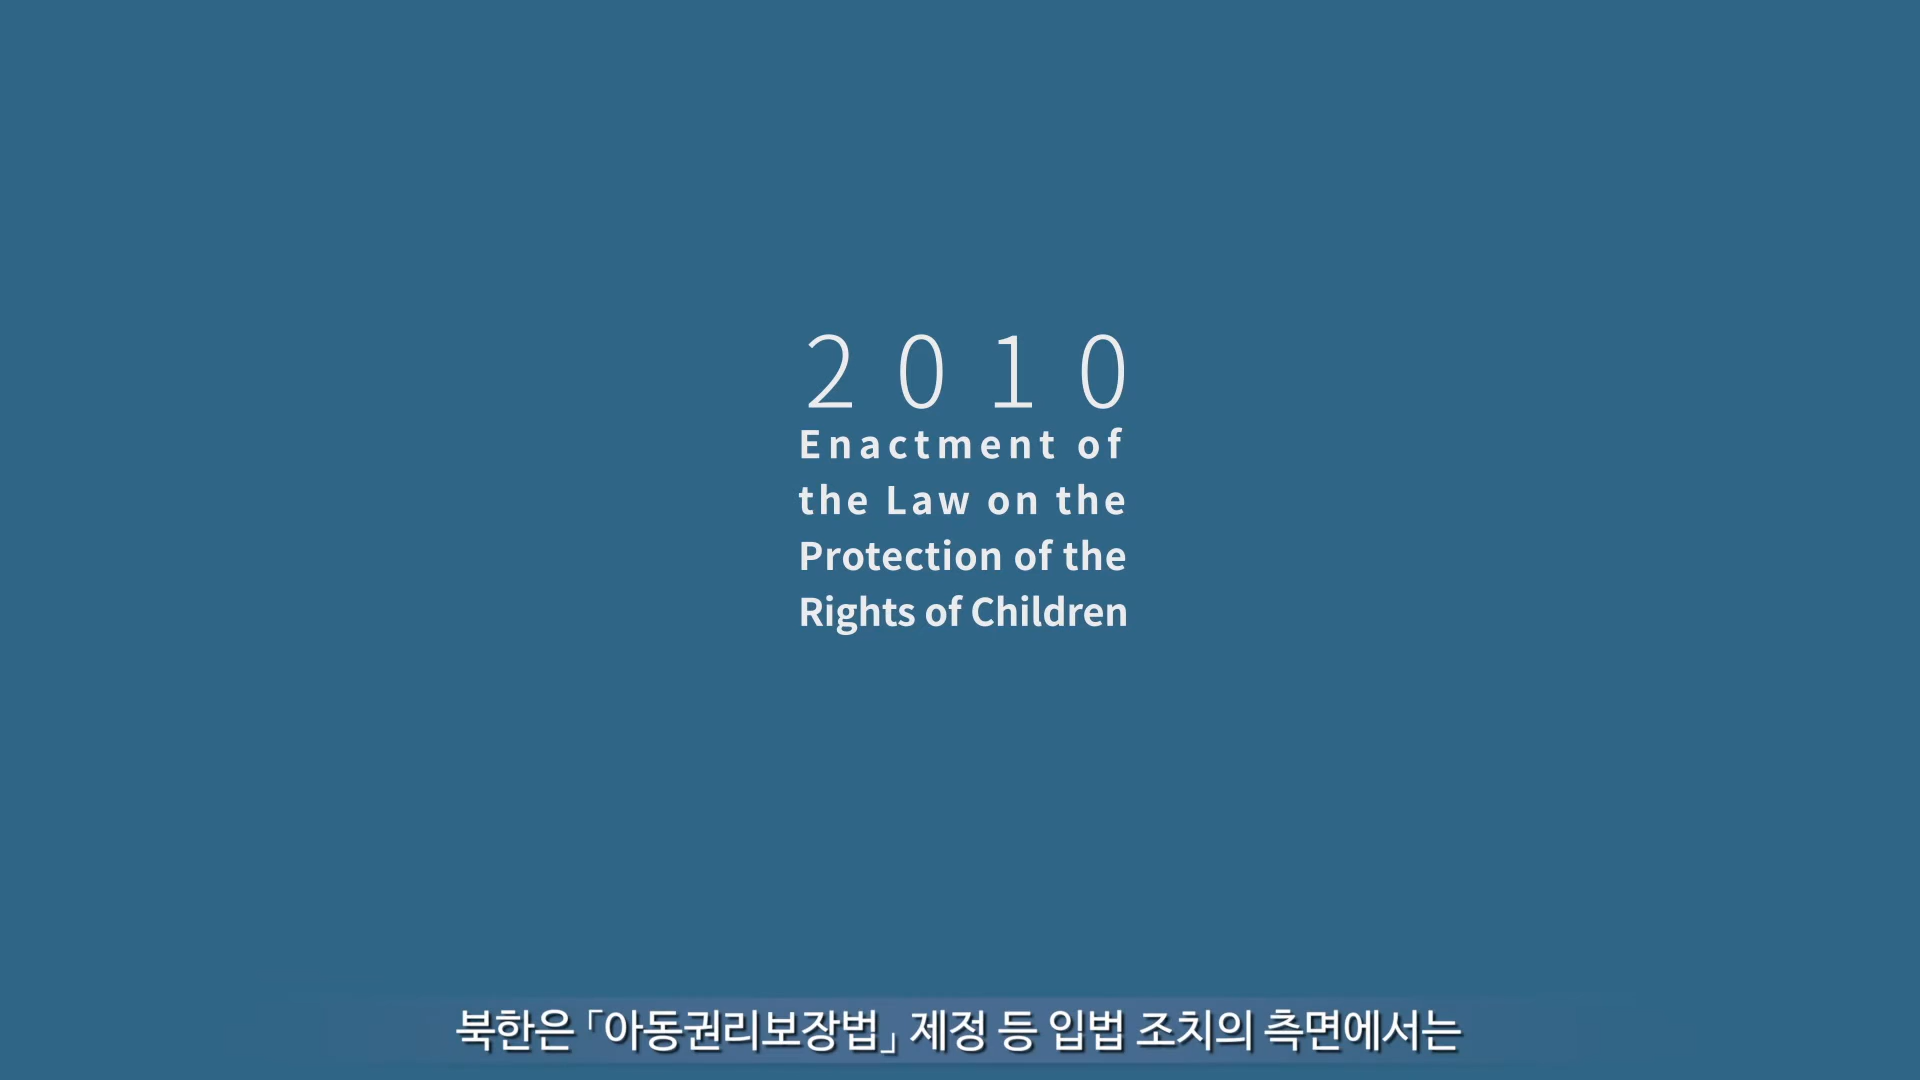 2010
Enactment of
the Law on the
Protection of the
Rights of Children
북한은 「아동권리보장법」 제정 등 입법 조치의 측면에서는